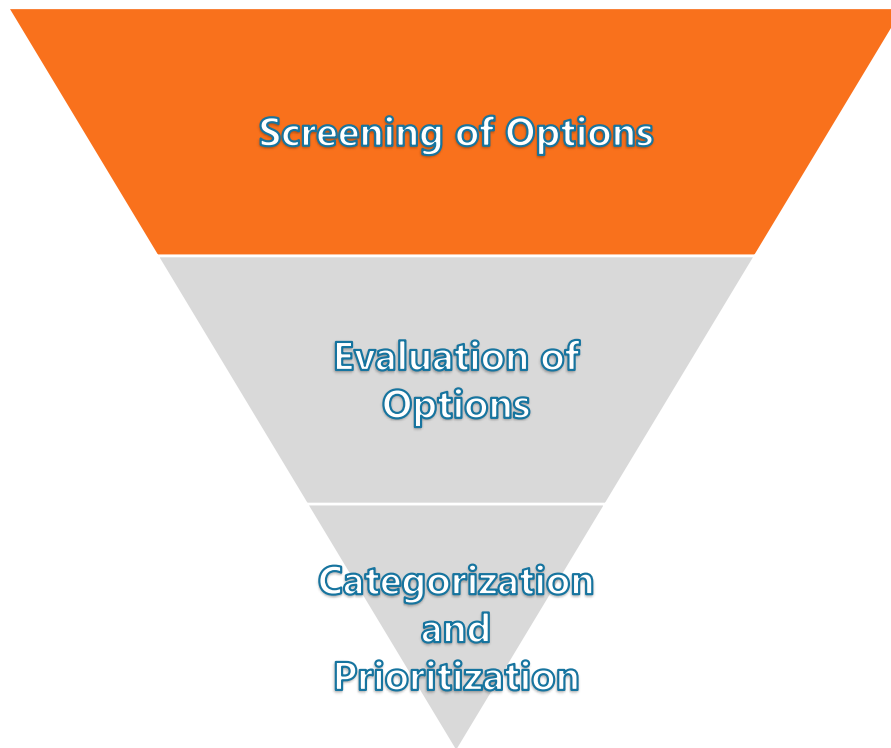 Screening of Options
Evaluation of
Options
Categorization
and
Prioritization